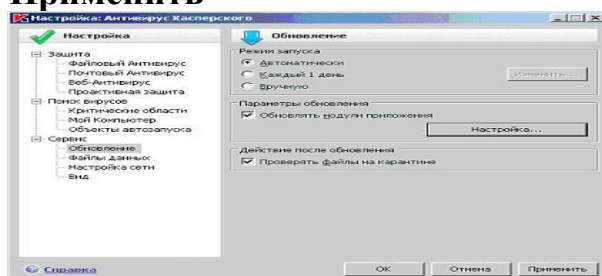 Применить
Настройка: Антивирус Касперского
Настройка
Защита
Файловый Антивирус
Почтовый Антивирус
Веб-Антивирус
Проактивная защита
Поиск вирусов
Критические области
Мой Компьютер
Объекты автозапуска
Сервис
Обновление
Файлы данных
Настройка сети
Вид
Обновление
Режим запуска
Автоматически
Каждый 1 день
Изменить...
Вручную
Параметры обновления
Обновлять модули приложения
Настройка...
Действие после обновления
Проверять файлы на карантине
Справка
ОК
Отмена
Применить